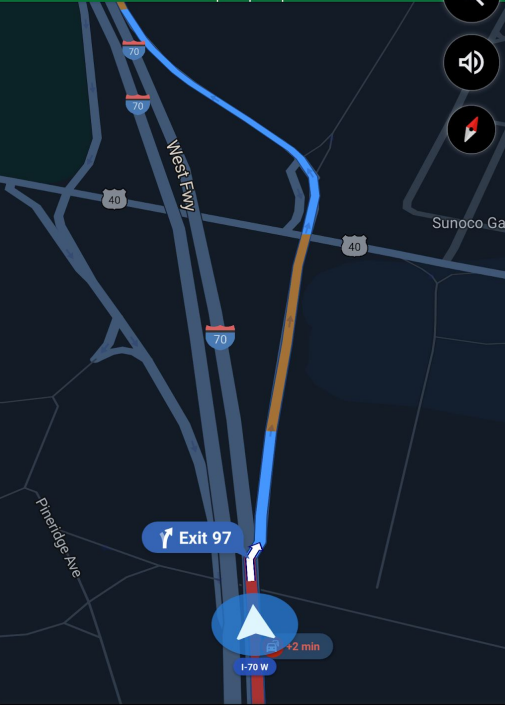 70
70
West Fwy
40
Sunoco Ga
40
70
Exit 97
Pineridge Ave
+2 min
I-70 W